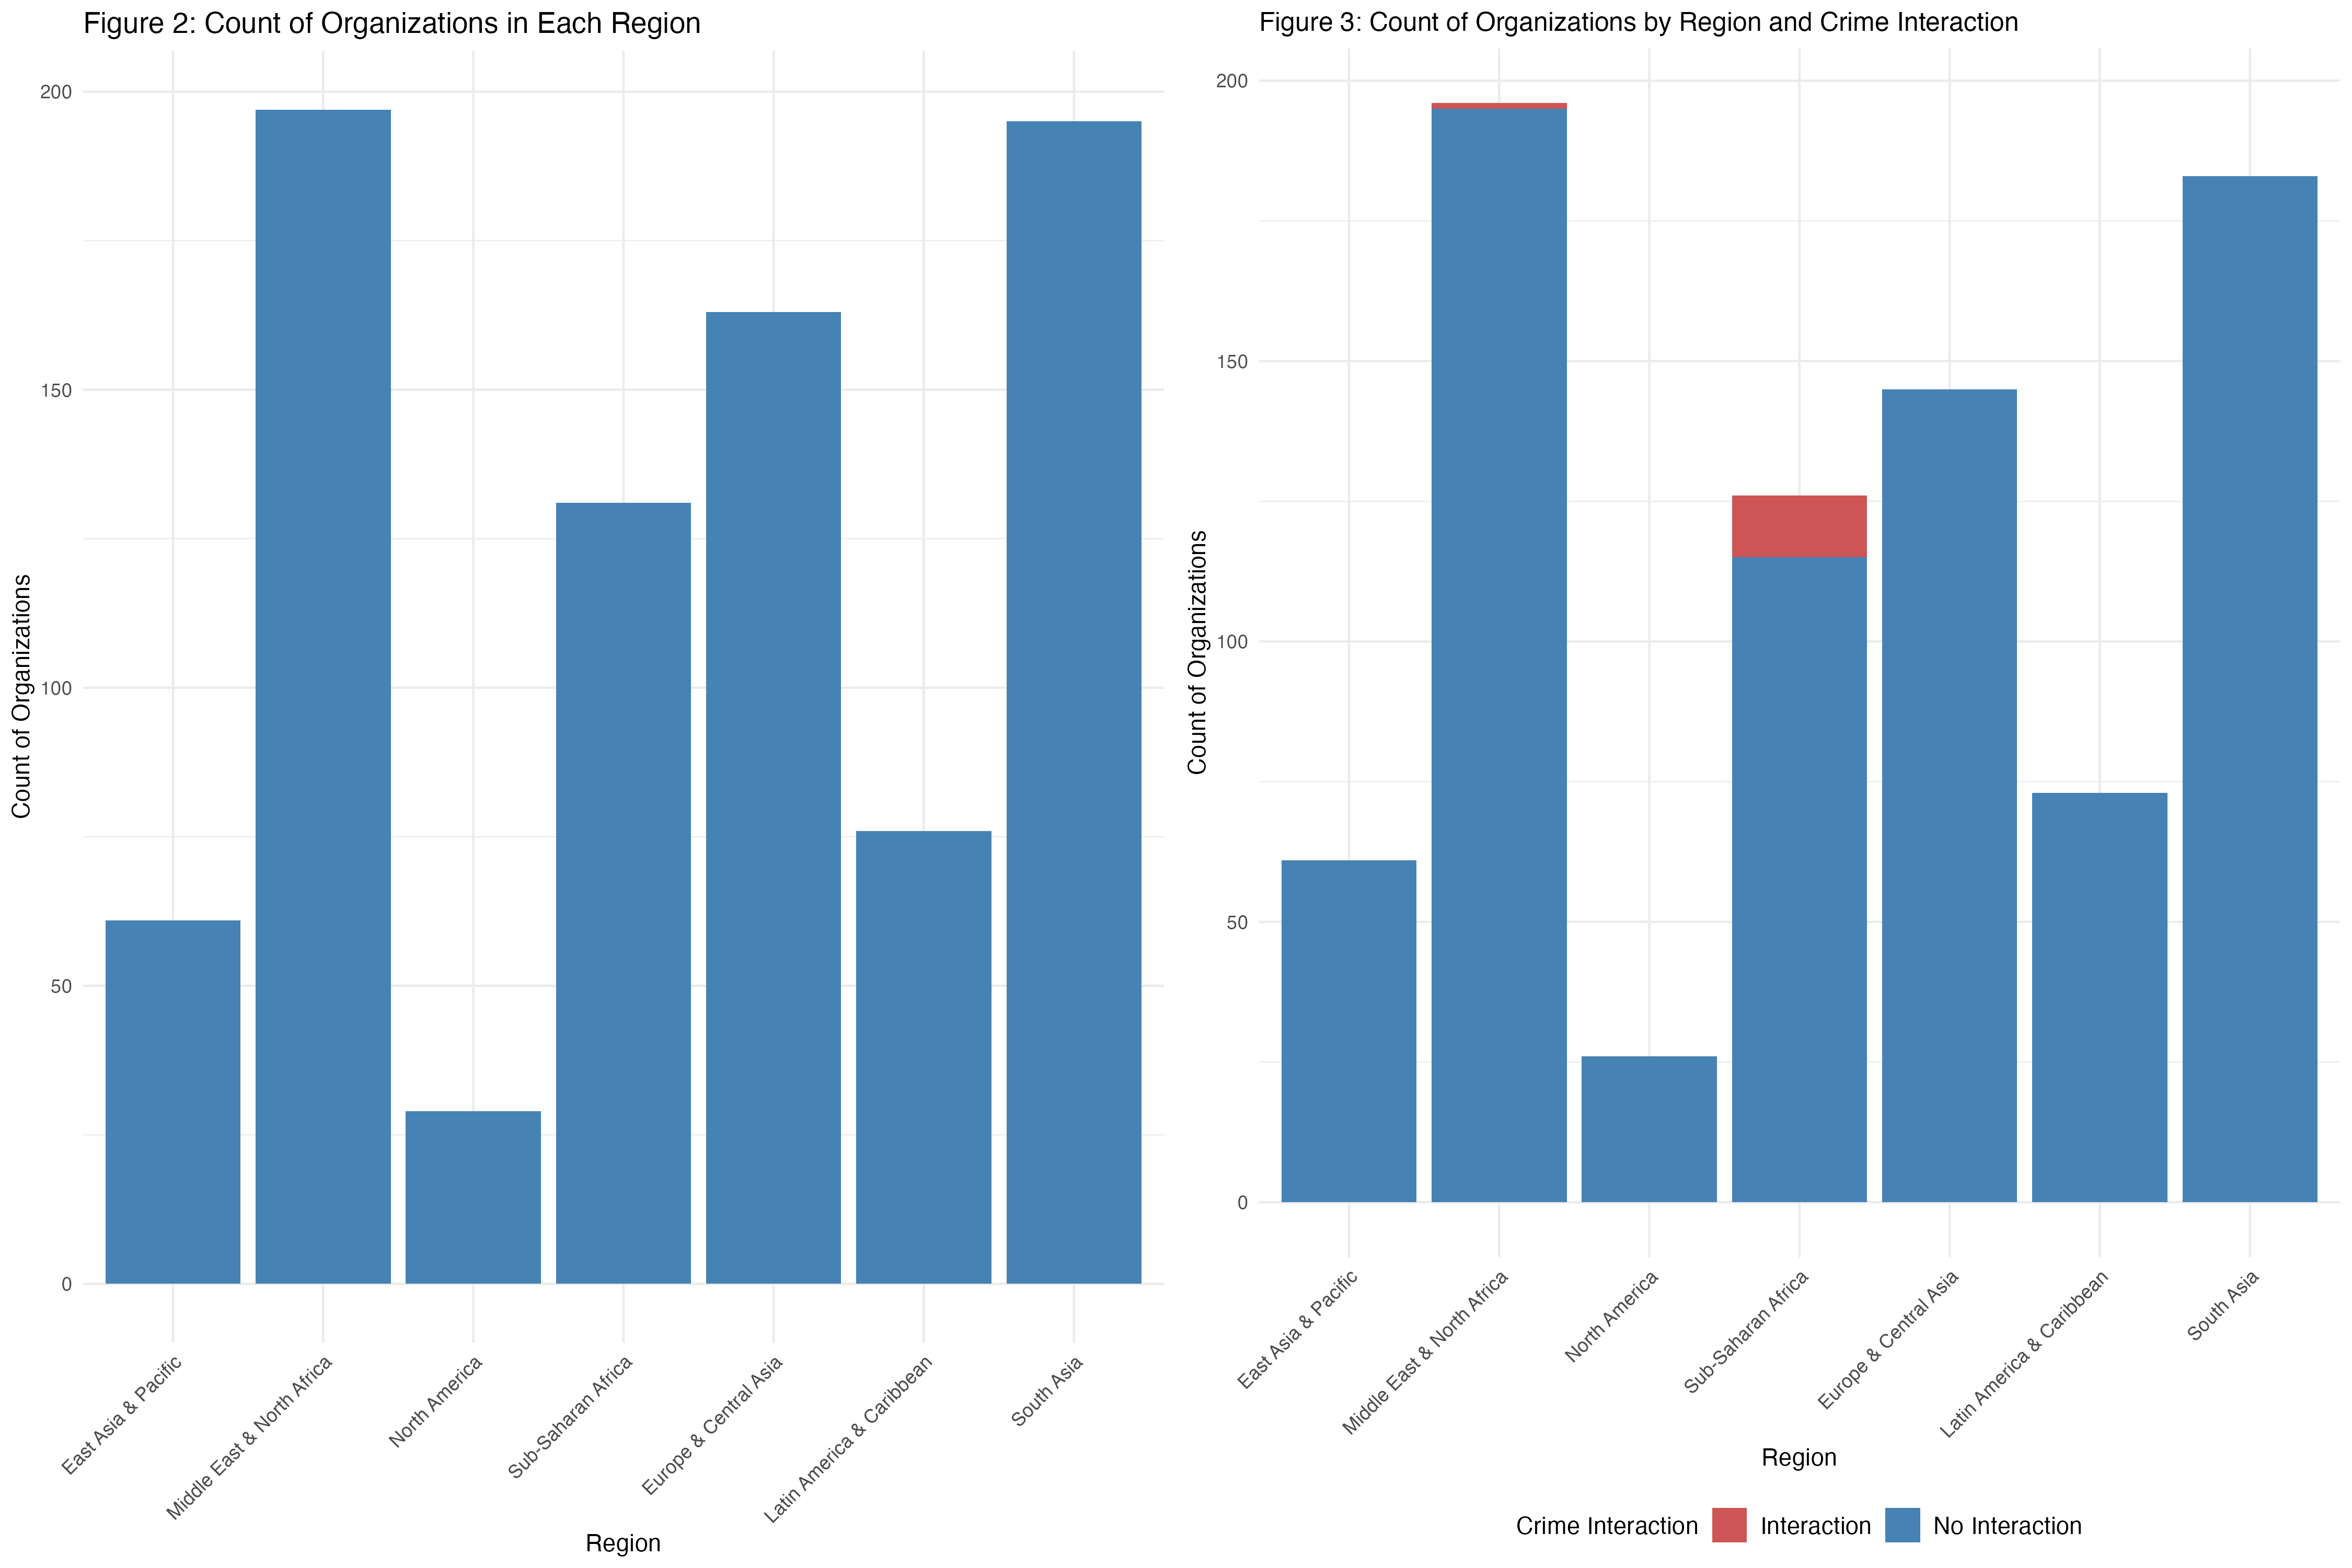 Figure 2: Count of Organizations in Each Region
Count of Organizations
200
150
100
50
0
East Asia & Pacific
Middle East & North Africa
North America
Sub-Saharan Africa
Europe & Central Asia
Latin America & Caribbean
South Asia
Region
Figure 3: Count of Organizations by Region and Crime Interaction
Count of Organizations
200
150
100
50
0
East Asia & Pacific
Middle East & North Africa
North America
Sub-Saharan Africa
Europe & Central Asia
Latin America & Caribbean
South Asia
Region
Crime Interaction Interaction No Interaction